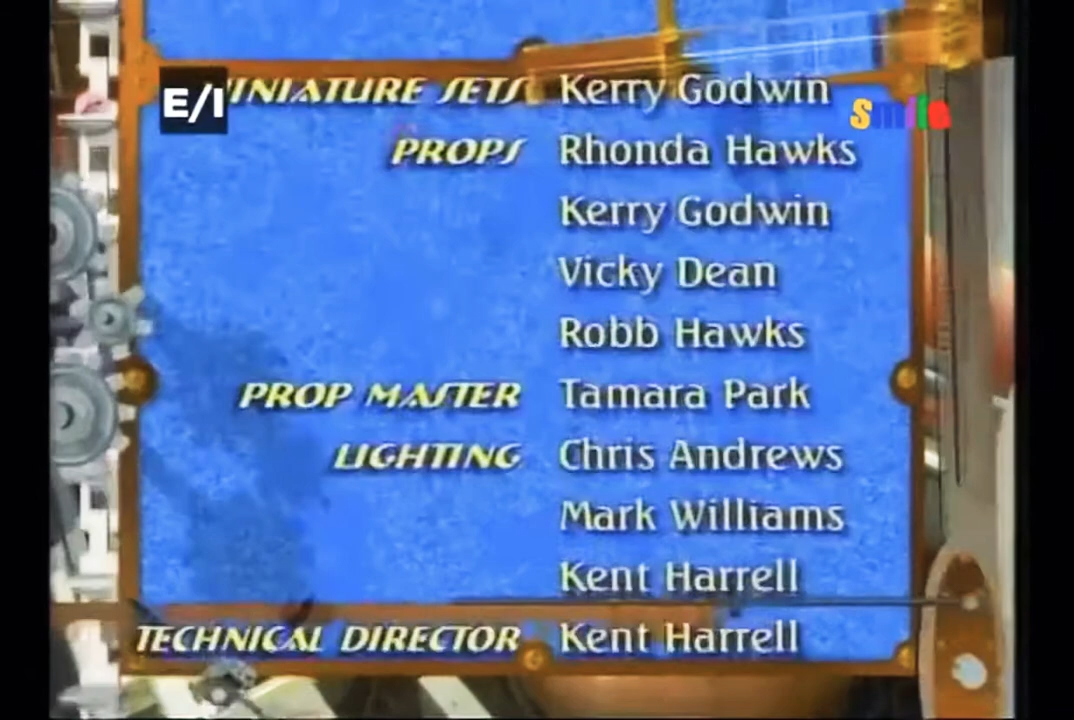 E/I
MINIATURE SETS Kerry Godwin
Smile
PROPS Rhonda Hawks
Kerry Godwin
Vicky Dean
Robb Hawks
PROP MASTER Tamara Park
LIGHTING Chris Andrews
Mark Williams
Kent Harrell
TECHNICAL DIRECTOR Kent Harrell